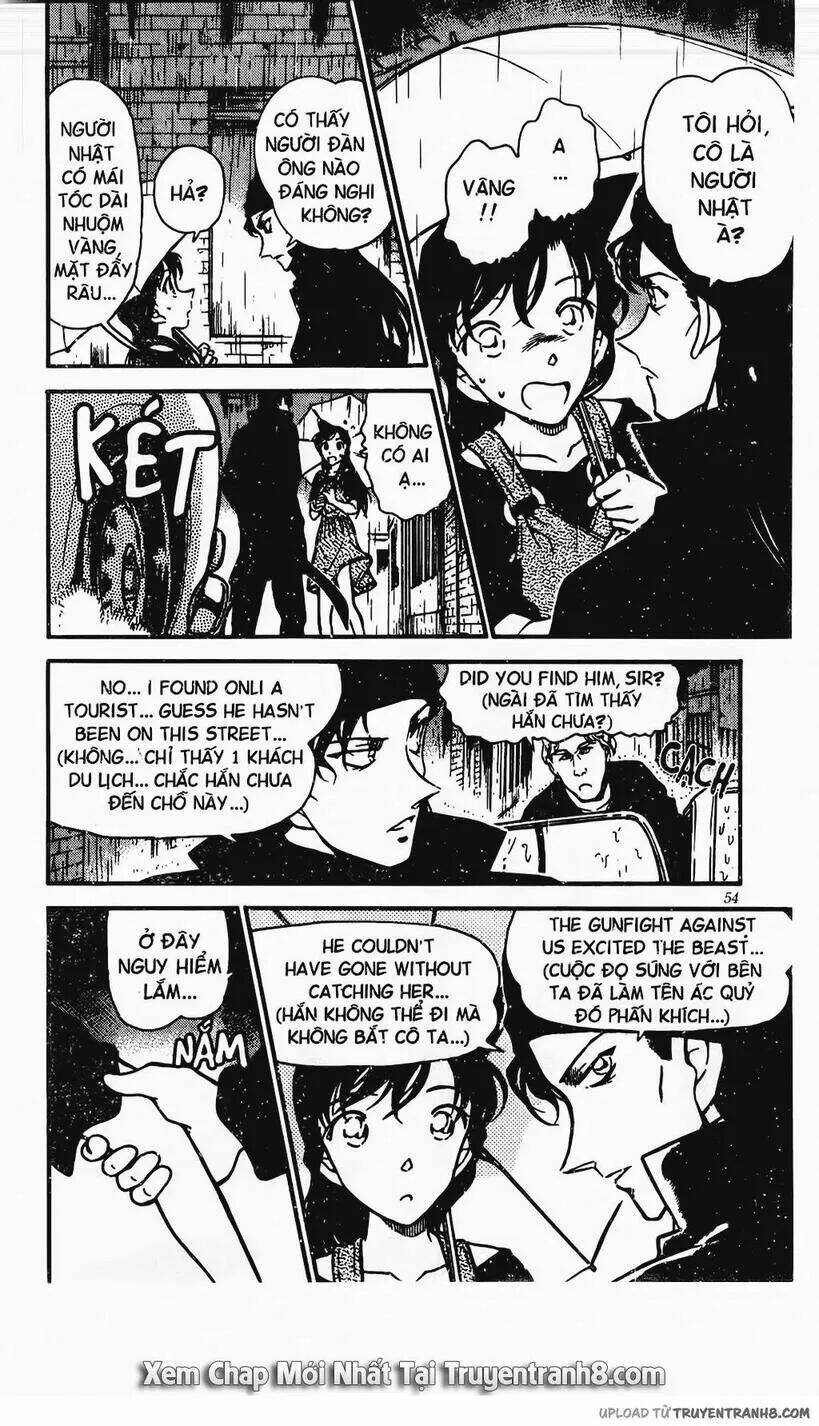 TÔI HỎI,
CÔ LÀ
NGƯỜI
NHẬT
À?
A
...
VÂNG
!!
CÓ THẤY
NGƯỜI ĐÀN
ÔNG NÀO
ĐÁNG NGHI
KHÔNG?
HẢ?
NGƯỜI
NHẬT
CÓ MÁI
TÓC DÀI
NHUỘM
VÀNG,
MẶT ĐẦY
RÂU...
KHÔNG
CÓ AI
Ạ...
KÉT
DID YOU FIND HIM, SIR?
(NGÀI ĐÃ TÌM THẤY
HẮN CHƯA?)
CẠCH
NO... I FOUND ONLI A
TOURIST... GUESS HE HASN'T
BEEN ON THIS STREET...
(KHÔNG... CHỈ THẤY 1 KHÁCH
DU LỊCH... CHẮC HẮN CHƯA
ĐẾN CHỖ NÀY...)
54
THE GUNFIGHT AGAINST
US EXCITED THE BEAST...
(CUỘC ĐỌ SÚNG VỚI BÊN
TA ĐÃ LÀM TÊN ÁC QUỶ
ĐÓ PHẤN KHÍCH...)
HE COULDN'T
HAVE GONE WITHOUT
CATCHING HER...
(HẮN KHÔNG THỂ ĐI MÀ
KHÔNG BẮT CÔ TA...)
Ở ĐÂY
NGUY HIỂM
LẮM...
NẮM
Xem Chap Mới Nhất Tại Truyentranh8.com
UPLOAD TỪ TRUYENTRANH8.COM